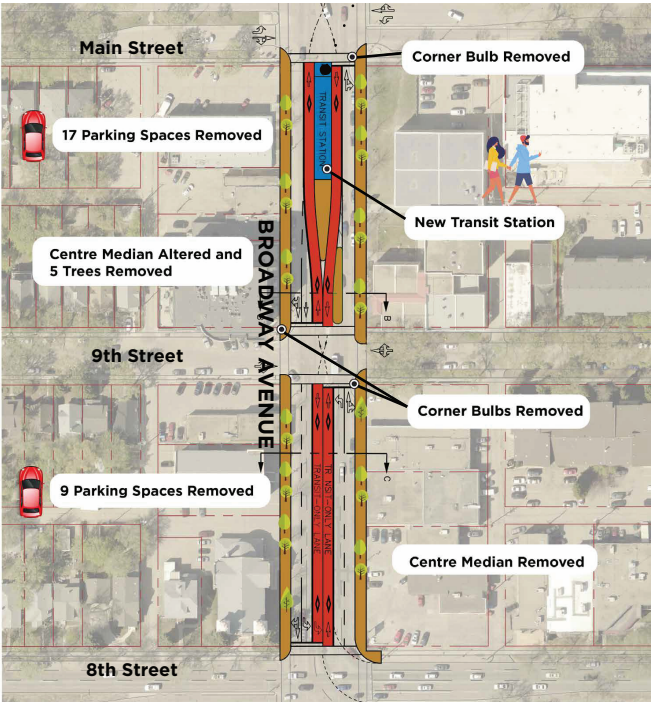 Main Street
Corner Bulb Removed
17 Parking Spaces Removed
TRANSIT STATION
New Transit Station
Centre Median Altered and
5 Trees Removed
BROADWAY AVENUE
B
9th Street
Corner Bulbs Removed
9 Parking Spaces Removed
C
TRANSIT-ONLY LANE
TR NSIT-ONLY LANE
Centre Median Removed
8th Street